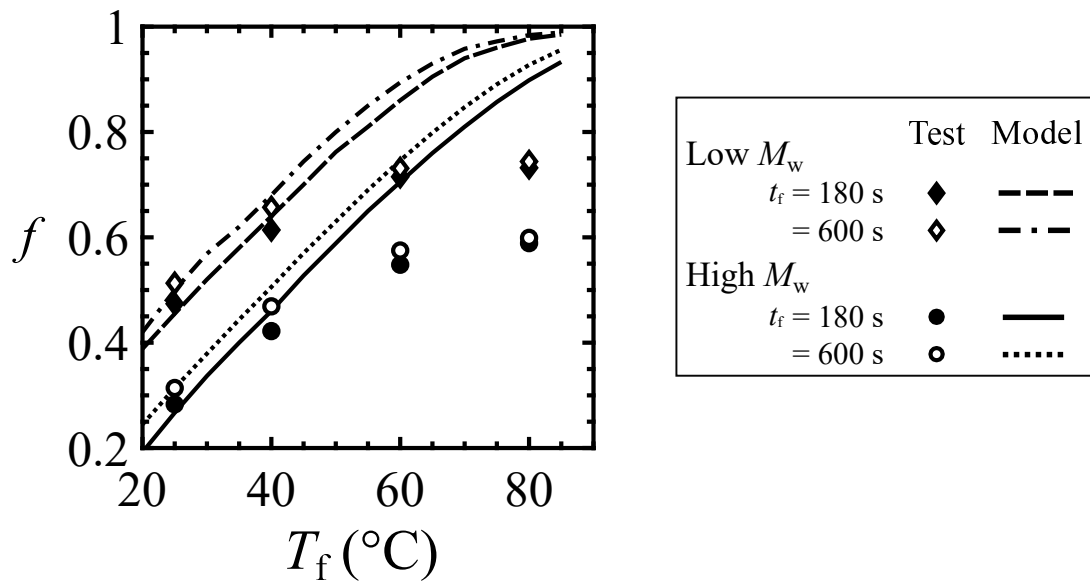 1
0.8
0.6
0.4
0.2
f
20 40 60 80
T_f (°C)
Test Model
Low M_w
t_f = 180 s
= 600 s
High M_w
t_f = 180 s
= 600 s